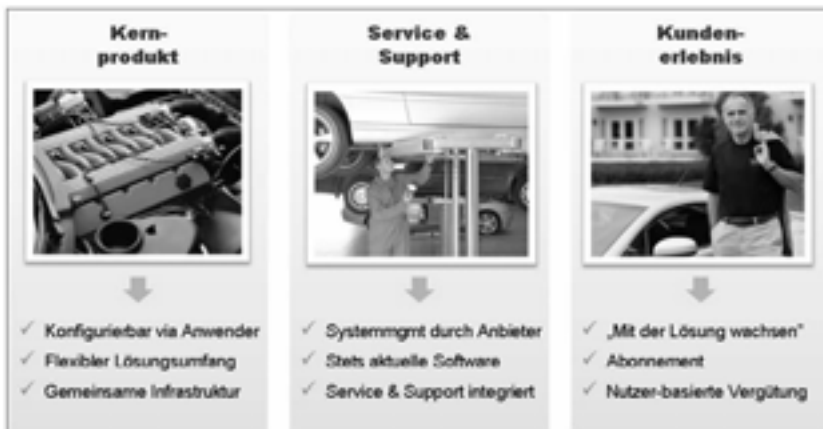 Kern-
produkt
Konfigurierbar via Anwender
Flexibler Lösungsumfang
Gemeinsame Infrastruktur
Service &
Support
Systemmgmt durch Anbieter
Stets aktuelle Software
Service & Support integriert
Kunden-
erlebnis
„Mit der Lösung wachsen“
Abonnement
Nutzer-basierte Vergütung